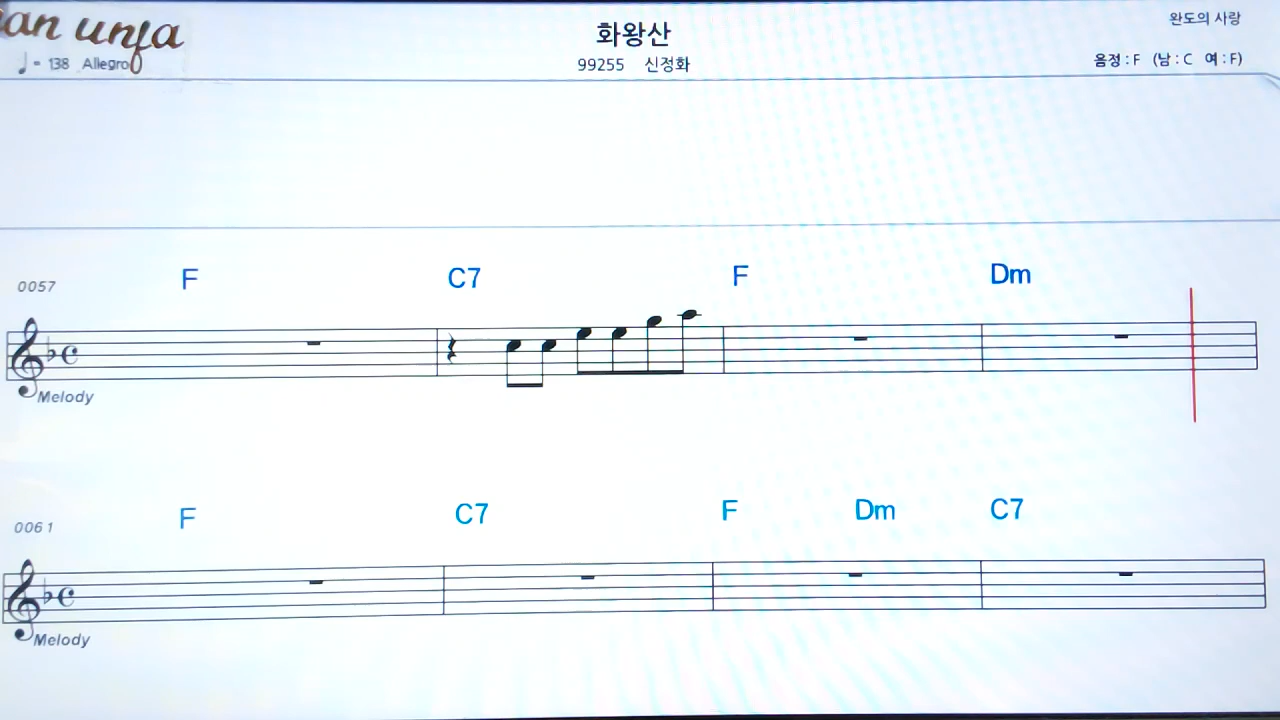 an unfa
화왕산
완도의 사랑
♩= 138 Allegro
99255 신정화
음정 : F (남 : C 여 : F)
F C7 F Dm
0057
Melody
F C7 F Dm C7
0061
Melody